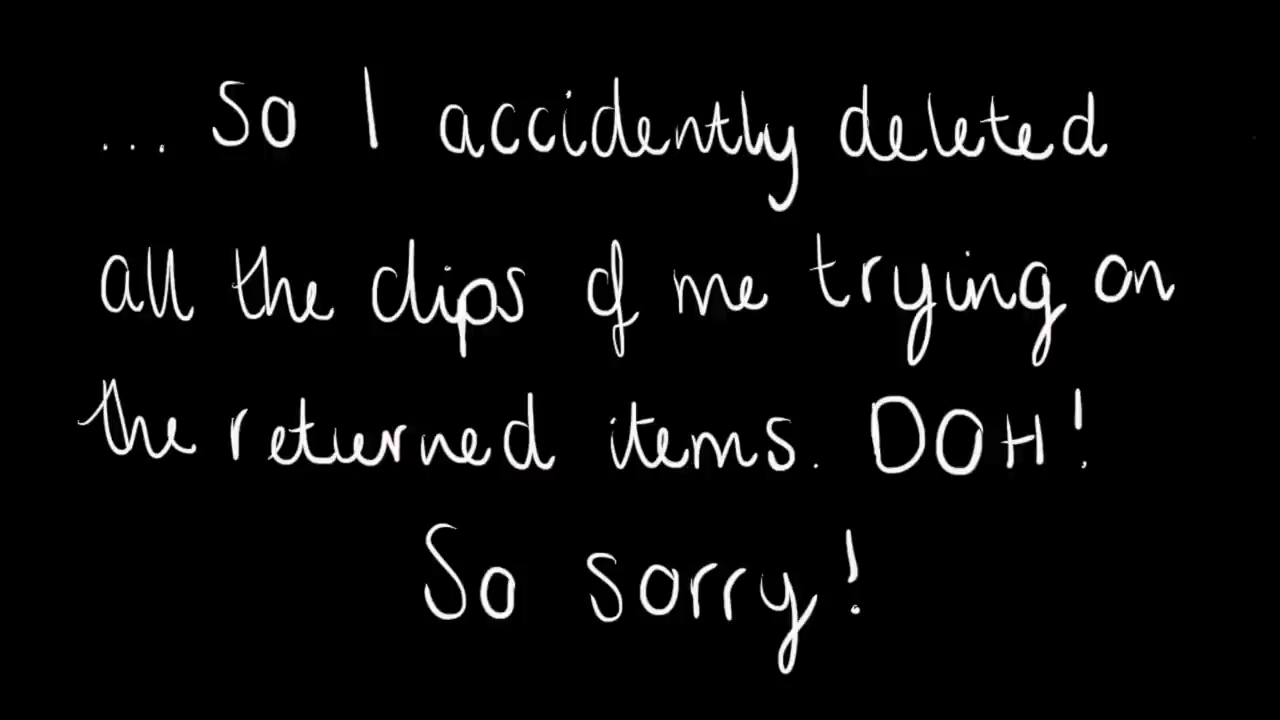 ... So I accidently deleted
all the clips of me trying on
the returned items. DOH!
So sorry!